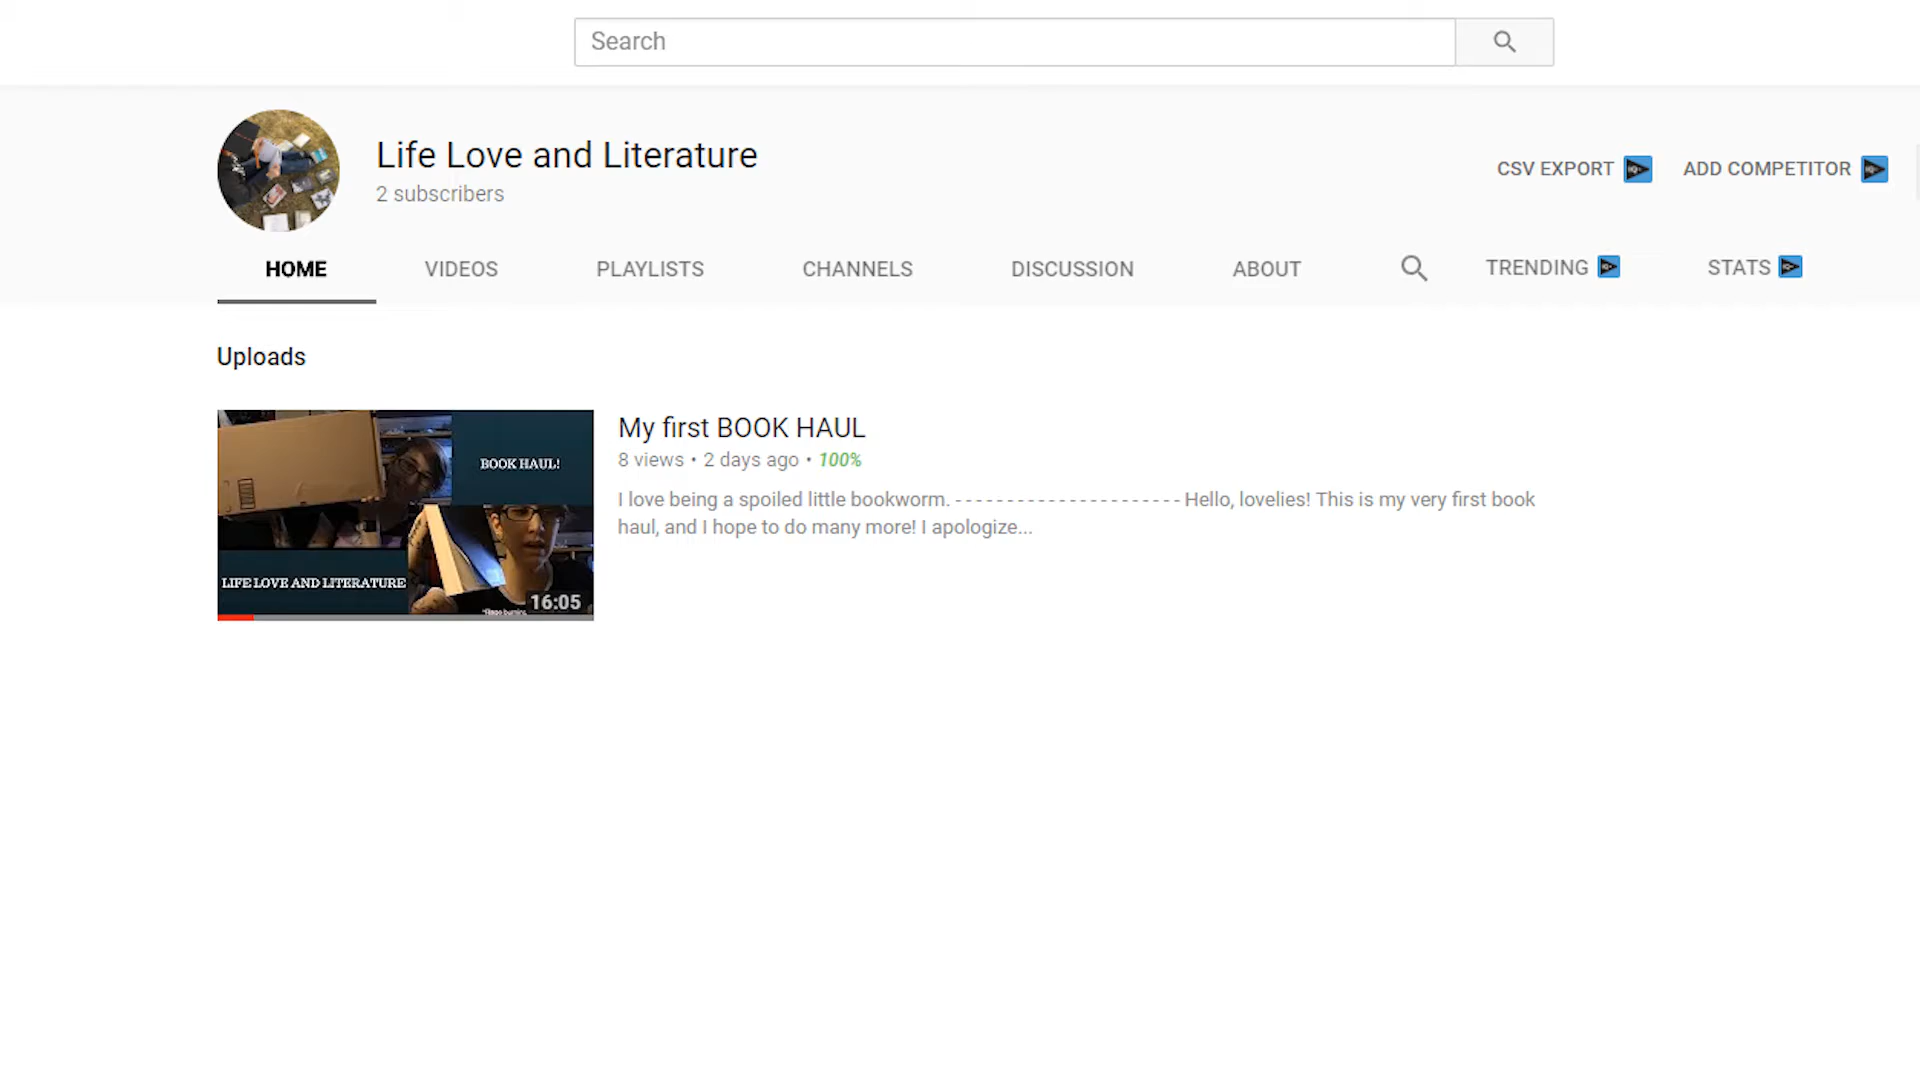 Search
Life Love and Literature
2 subscribers
CSV EXPORT
ADD COMPETITOR
HOME
VIDEOS
PLAYLISTS
CHANNELS
DISCUSSION
ABOUT
TRENDING
STATS
Uploads
BOOK HAUL!
LIFE LOVE AND LITERATURE
16:05
My first BOOK HAUL
8 views • 2 days ago • 100%
I love being a spoiled little bookworm. - - - - - - - - - - - - - - - - - - - - - - Hello, lovelies! This is my very first book
haul, and I hope to do many more! I apologize...